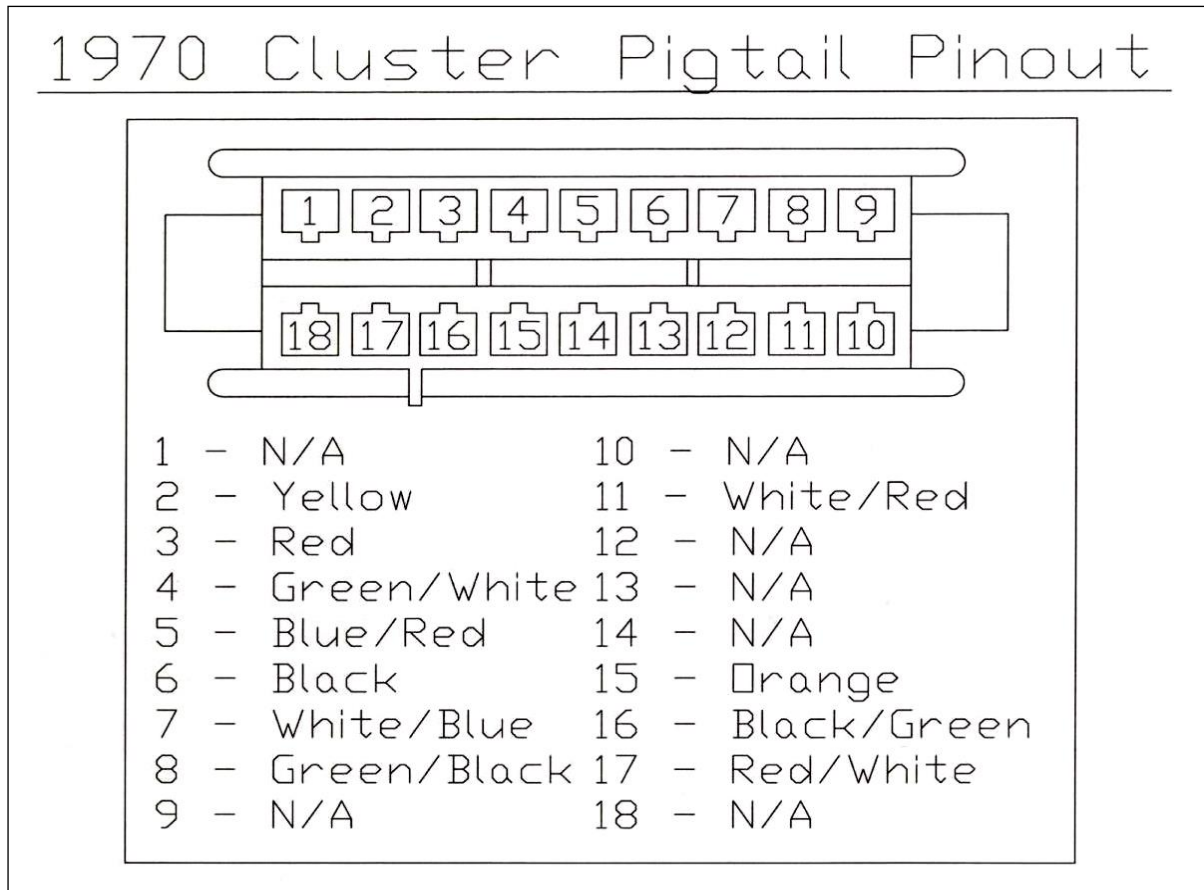 1970 Cluster Pigtail Pinout
1 2 3 4 5 6 7 8 9
18 17 16 15 14 13 12 11 10
1 - N/A
2 - Yellow
3 - Red
4 - Green/White
5 - Blue/Red
6 - Black
7 - White/Blue
8 - Green/Black
9 - N/A
10 - N/A
11 - White/Red
12 - N/A
13 - N/A
14 - N/A
15 - Orange
16 - Black/Green
17 - Red/White
18 - N/A